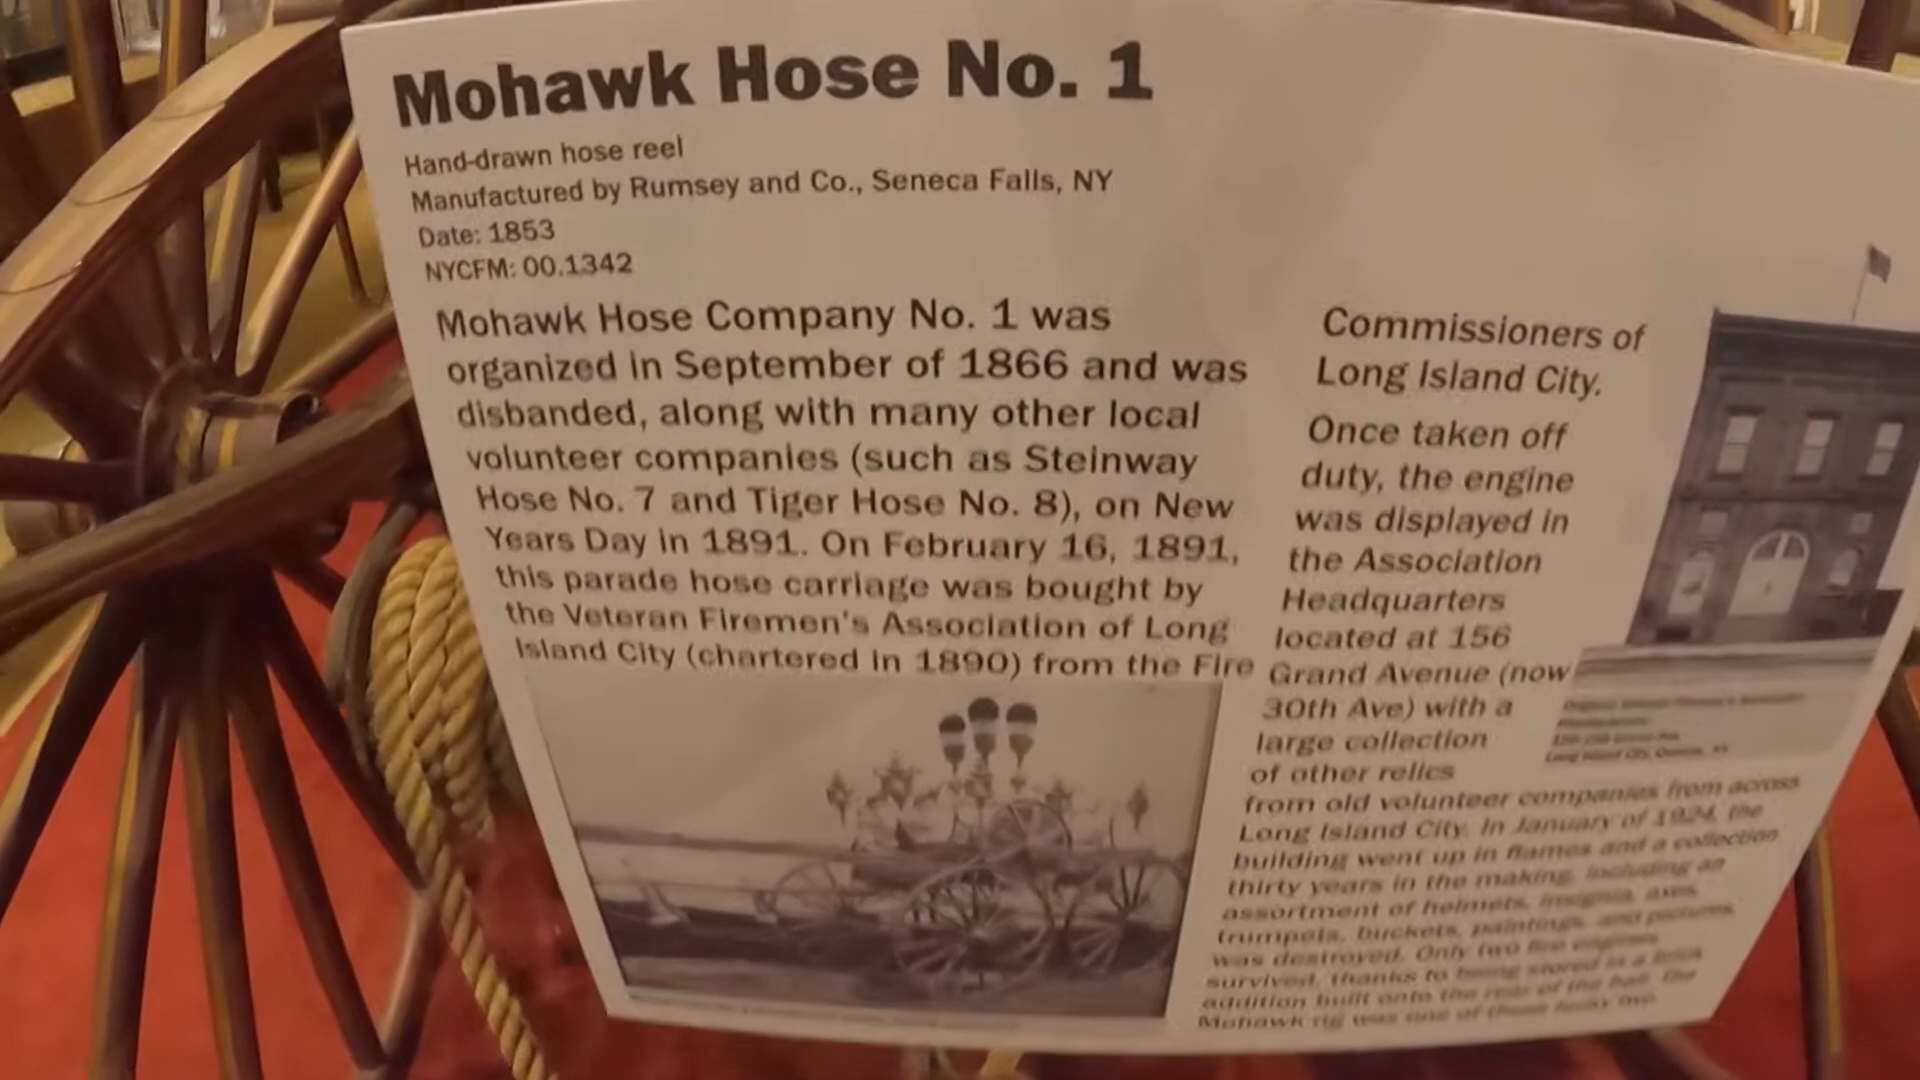 Mohawk Hose No. 1
Hand-drawn hose reel
Manufactured by Rumsey and Co., Seneca Falls, NY
Date: 1853
NYCFM: 00.1342
Mohawk Hose Company No. 1 was
organized in September of 1866 and was
disbanded, along with many other local
volunteer companies (such as Steinway
Hose No. 7 and Tiger Hose No. 8), on New
Years Day in 1891. On February 16, 1891,
this parade hose carriage was bought by
the Veteran Firemen's Association of Long
Island City (chartered in 1890) from the Fire
Commissioners of
Long Island City.
Once taken off
duty, the engine
was displayed in
the Association
Headquarters
located at 156
Grand Avenue (now
30th Ave) with a
large collection
of other relics
from old volunteer companies from across
Long Island City. In January of 1924, the
building went up in flames and a collection
thirty years in the making, including an
assortment of helmets, insignia, axes,
trumpets, buckets, paintings, and pictures,
was destroyed. Only two fire engines
survived, thanks to being stored in a brick
addition built onto the rear of the hall. The
Mohawk rig was one of those lucky two.
Long Island City, Queens, NY